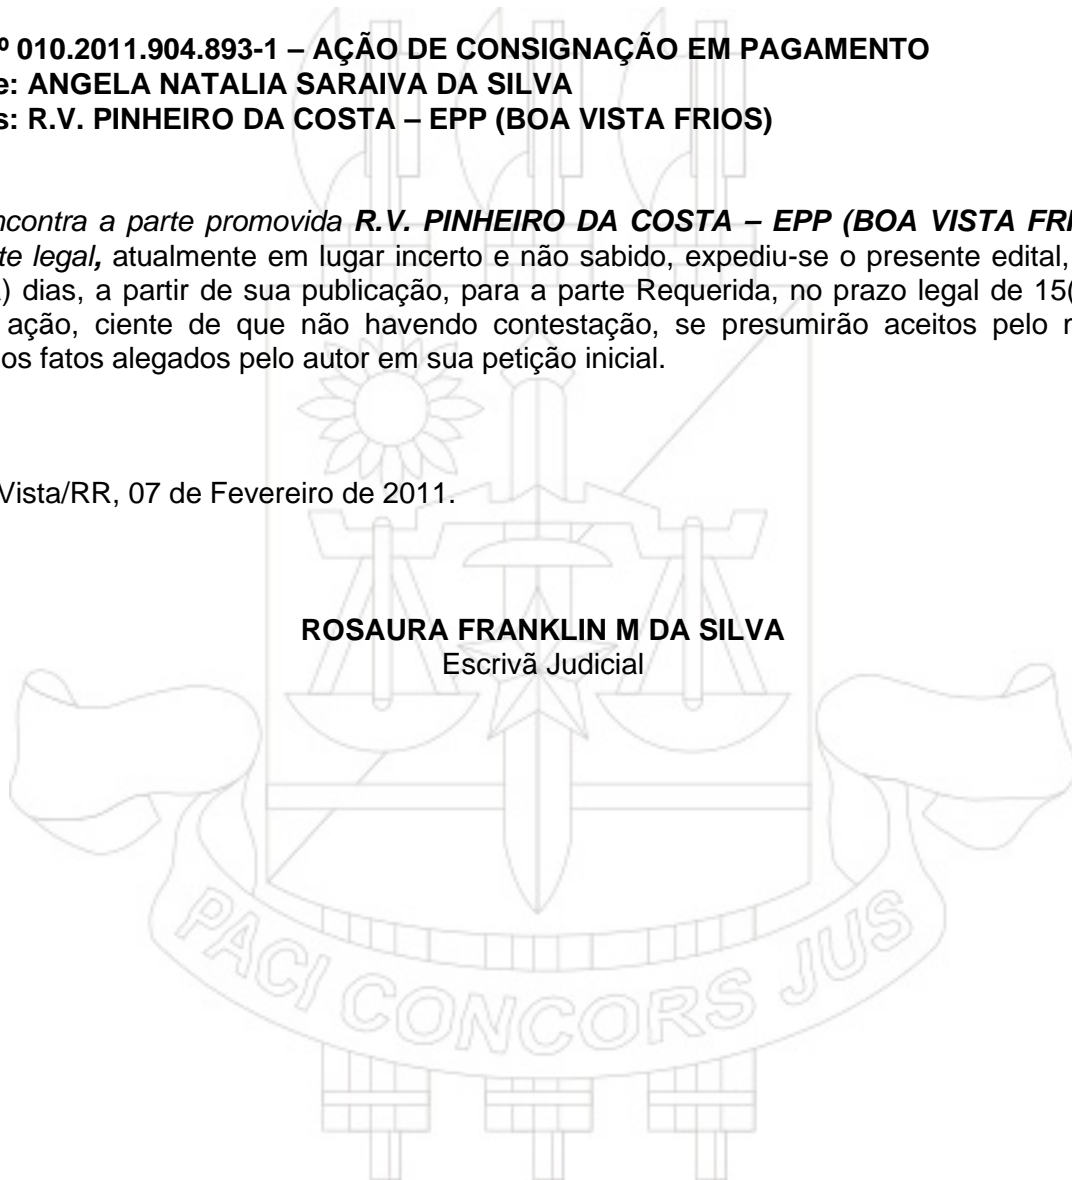 º 010.2011.904.893-1 – AÇÃO DE CONSIGNAÇÃO EM PAGAMENTO
e: ANGELA NATALIA SARAIVA DA SILVA
s: R.V. PINHEIRO DA COSTA – EPP (BOA VISTA FRIOS)
ncontra a parte promovida R.V. PINHEIRO DA COSTA – EPP (BOA VISTA FRI
te legal, atualmente em lugar incerto e não sabido, expediu-se o presente edital,
) dias, a partir de sua publicação, para a parte Requerida, no prazo legal de 15(
ação, ciente de que não havendo contestação, se presumirão aceitos pelo r
os fatos alegados pelo autor em sua petição inicial.
Vista/RR, 07 de Fevereiro de 2011.
ROSAURA FRANKLIN M DA SILVA
Escrivã Judicial
PACI CONCORS JUS